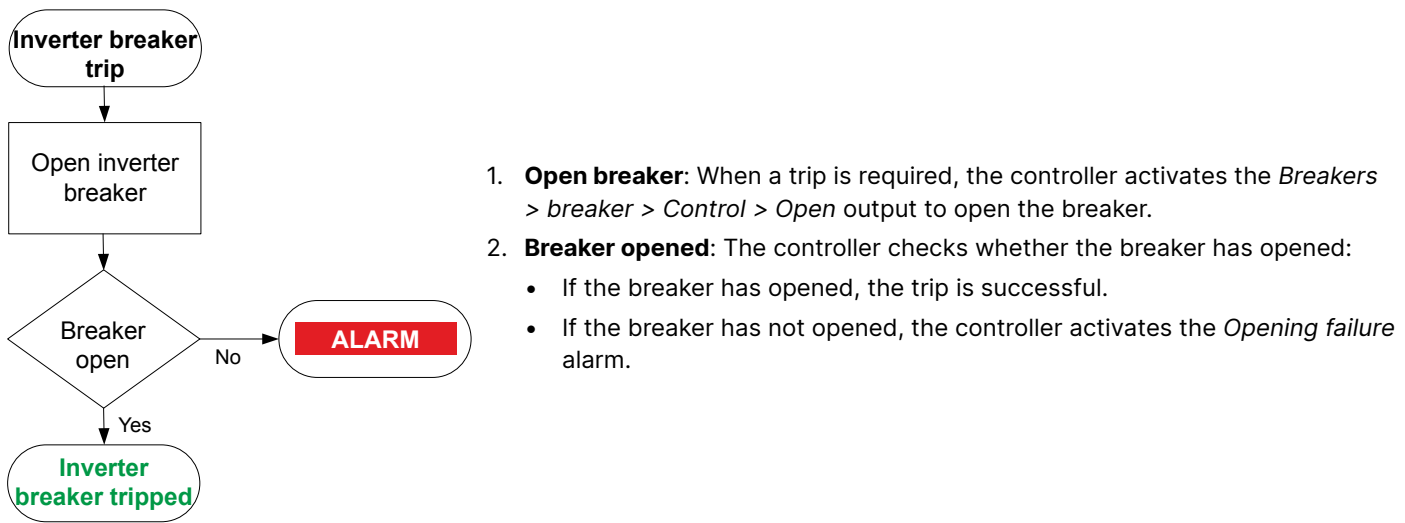 Inverter breaker
trip
Open inverter
breaker
Breaker
open
No
ALARM
Yes
Inverter
breaker tripped
1. Open breaker: When a trip is required, the controller activates the Breakers
> breaker > Control > Open output to open the breaker.
2. Breaker opened: The controller checks whether the breaker has opened:
• If the breaker has opened, the trip is successful.
• If the breaker has not opened, the controller activates the Opening failure
alarm.